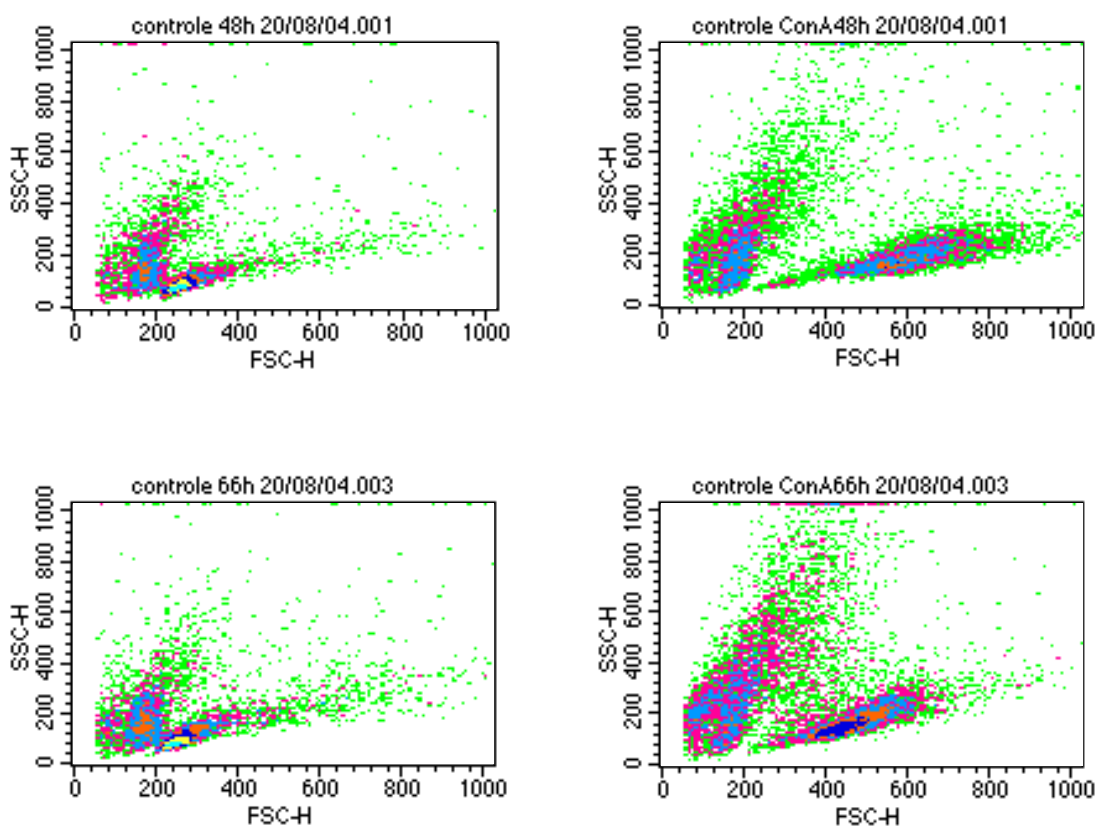 controle 48h 20/08/04.001
SSC-H
0 200 400 600 800 1000
0 200 400 600 800 1000
FSC-H
controle ConA48h 20/08/04.001
SSC-H
0 200 400 600 800 1000
0 200 400 600 800 1000
FSC-H
controle 66h 20/08/04.003
SSC-H
0 200 400 600 800 1000
0 200 400 600 800 1000
FSC-H
controle ConA66h 20/08/04.003
SSC-H
0 200 400 600 800 1000
0 200 400 600 800 1000
FSC-H